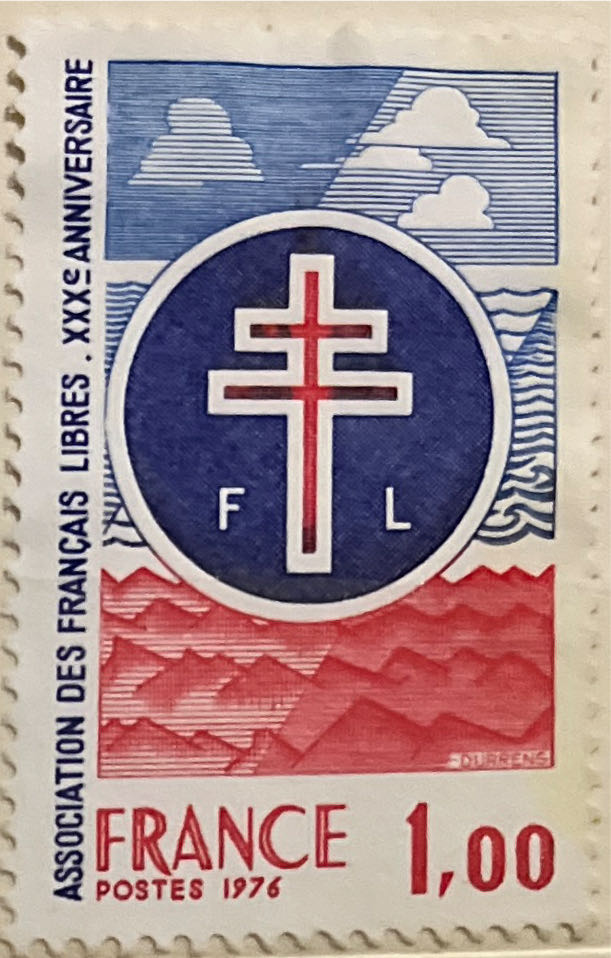 ASSOCIATION DES FRANÇAIS LIBRES . XXXe ANNIVERSAIRE
F L
DURRENS
FRANCE 1,00
POSTES 1976